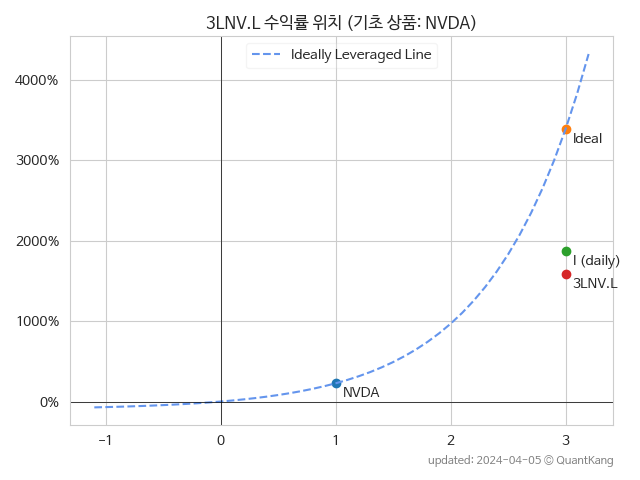 3LNV.L 수익률 위치 (기초 상품: NVDA)
Ideally Leveraged Line
4000%
Ideal
3000%
2000%
I (daily)
3LNV.L
1000%
NVDA
0%
-1 0 1 2 3
updated: 2024-04-05 © QuantKang